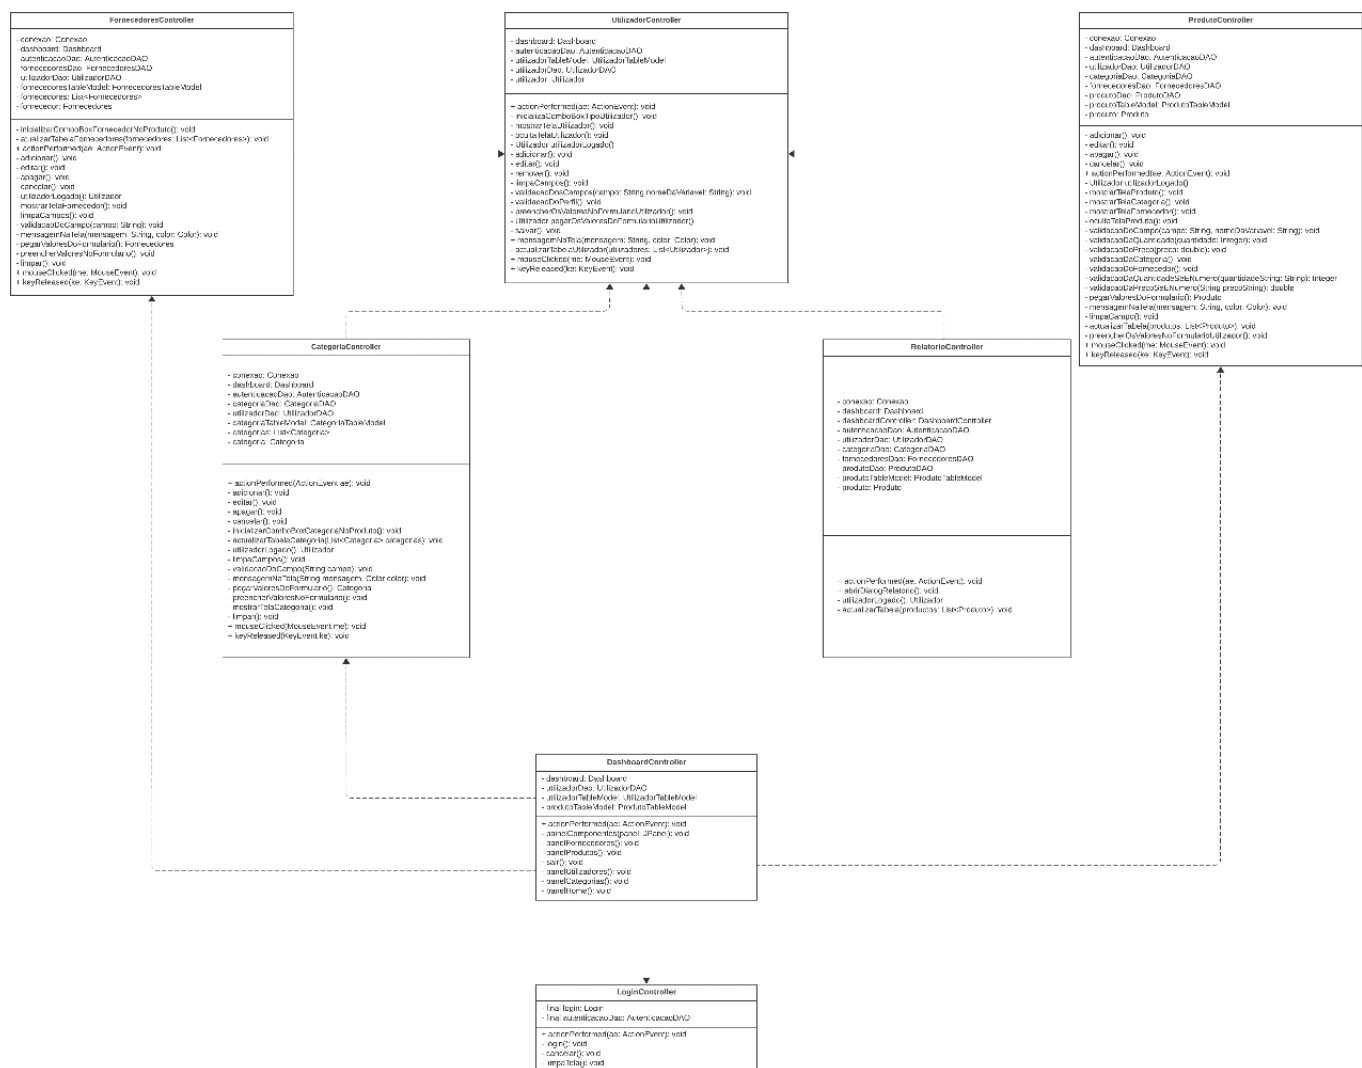 FornecedoresController
- conexao: Conexao
- dashboard: Dashboard
- autenticacaoDao: AutenticacaoDAO
fornecedoresDao: FornecedoresDAO
- utilizadorDao: UtilizadorDAO
- fornecedoresTableModel: FornecedoresTableModel
- fornecedores: List<Fornecedores>
- fornecedor: Fornecedores
- inicializarComboBoxFornecedorNoProduto(): void
- atualizarTabelaFornecedores(fornecedores: List<Fornecedores>): void
+ actionPerformed(ae: ActionEvent): void
- adicionar(): void
- editar(): void
- apagar(): void
- cancelar(): void
utilizadorLogado(): Utilizador
- mostrarTelaFornecedor(): void
limpaCampos(): void
- validacaoDoCampo(campo: String): void
- mensagemNaTela(mensagem: String, color: Color): void
- pegarValoresDoFormulario(): Fornecedores
- preencherValoresNoFormulario(): void
- limpar(): void
+ mouseClicked(me: MouseEvent): void
+ keyReleased(ke: KeyEvent): void
UtilizadorController
- dashboard: Dashboard
- autenticacaoDao: AutenticacaoDAO
- utilizadorTableModel: UtilizadorTableModel
- utilizadorDao: UtilizadorDAO
- utilizador: Utilizador
+ actionPerformed(ae: ActionEvent): void
- inicializaComboBoxTipoUtilizador(): void
- mostrarTelaUtilizador(): void
- ocultaTelaUtilizador(): void
- Utilizador utilizadorLogado()
- adicionar(): void
- editar(): void
- remover(): void
- limpaCampos(): void
- validacaoDosCampos(campo: String,nomeDaVariavel: String): void
- validacaoDoPerfil(): void
- preencherOsValoresNoFormularioUtilizador(): void
- Utilizador pegarOsValoresDoFormularioUtilizador()
- salvar(): void
+ mensagemNaTela(mensagem: String, color: Color): void
- actualizarTabelaUtilizador(utilizadores: List<Utilizador>): void
+ mouseClicked(me: MouseEvent): void
+ keyReleased(ke: KeyEvent): void
ProdutoController
- conexao: Conexao
- dashboard: Dashboard
- autenticacaoDao: AutenticacaoDAO
- utilizadorDao: UtilizadorDAO
- categoriaDao: CategoriaDAO
- fornecedoresDao: FornecedoresDAO
- produtoDao: ProdutoDAO
- produtoTableModel: ProdutoTableModel
- produto: Produto
- adicionar(): void
- editar(): void
- apagar(): void
- cancelar(): void
+ actionPerformed(ae: ActionEvent): void
- Utilizador utilizadorLogado()
- mostrarTelaProduto(): void
- mostrarTelaCategoria(): void
- mostrarTelaFornecedor(): void
- ocultaTelaProduto(): void
- validacaoDoCampo(campo: String, nomeDaVariavel: String): void
- validacaoDaQuantidade(quantidade: Integer): void
- validacaoDoPreco(preco: double): void
validacaoDaCategoria(): void
- validacaoDoFornecedor(): void
- validacaoDaQuantidadeSeENumero(quantidadeString: String): Integer
- validacaoDaPrecoSeENumero(String precoString): double
- pegarValoresDoFormulario(): Produto
- mensagemNaTela(mensagem: String, color: Color): void
- limpaCampo(): void
- actualizarTabela(produtos: List<Produto>): void
- preencherOsValoresNoFormularioUtilizador(): void
+ mouseClicked(me: MouseEvent): void
+ keyReleased(ke: KeyEvent): void
CategoriaController
- conexao: Conexao
- dashboard: Dashboard
- autenticacaoDao: AutenticacaoDAO
- categoriaDao: CategoriaDAO
- utilizadorDao: UtilizadorDAO
- categoriaTableModel: CategoriaTableModel
- categorias: List<Categoria>
- categoria: Categoria
+ actionPerformed(ActionEvent ae): void
- adicionar(): void
- editar(): void
- apagar(): void
- cancelar(): void
- inicializarComboBoxCategoriaNoProduto(): void
- actualizarTabelaCategoria(List<Categoria> categorias): void
- utilizadorLogado(): Utilizador
- limpaCampos(): void
- validacaoDoCampo(String campo): void
- mensagemNaTela(String mensagem, Color color): void
- pegarValoresDoFormulario(): Categoria
- preencherValoresNoFormulario(): void
mostrarTelaCategoria(): void
- limpar(): void
+ mouseClicked(MouseEvent me): void
+ keyReleased(KeyEvent ke): void
RelatorioController
- conexao: Conexao
- dashboard: Dashboard
- dashboardController: DashboardController
- autenticacaoDao: AutenticacaoDAO
- utilizadorDao: UtilizadorDAO
- categoriaDao: CategoriaDAO
- fornecedoresDao: FornecedoresDAO
produtoDao: ProdutoDAO
- produtoTableModel: ProdutoTableModel
- produto: Produto
+ actionPerformed(ae: ActionEvent): void
- abrirDialogRelatorio(): void
- utilizadorLogado(): Utilizador
- actualizarTabela(productos: List<Produto>): void
DashboardController
- dashboard: Dashboard
- utilizadorDao: UtilizadorDAO
- utilizadorTableModel: UtilizadorTableModel
- produtoTableModel: ProdutoTableModel
+ actionPerformed(ae: ActionEvent): void
- painelComponentes(panel: JPanel): void
- panelFornecedores(): void
- panelProdutos(): void
- sair(): void
- panelUtilizadores(): void
- panelCategorias(): void
- panelHome(): void
LoginController
- final login: Login
- final autenticacaoDao: AutenticacaoDAO
+ actionPerformed(ae: ActionEvent): void
- login(): void
- cancelar(): void
- limpaTela(): void